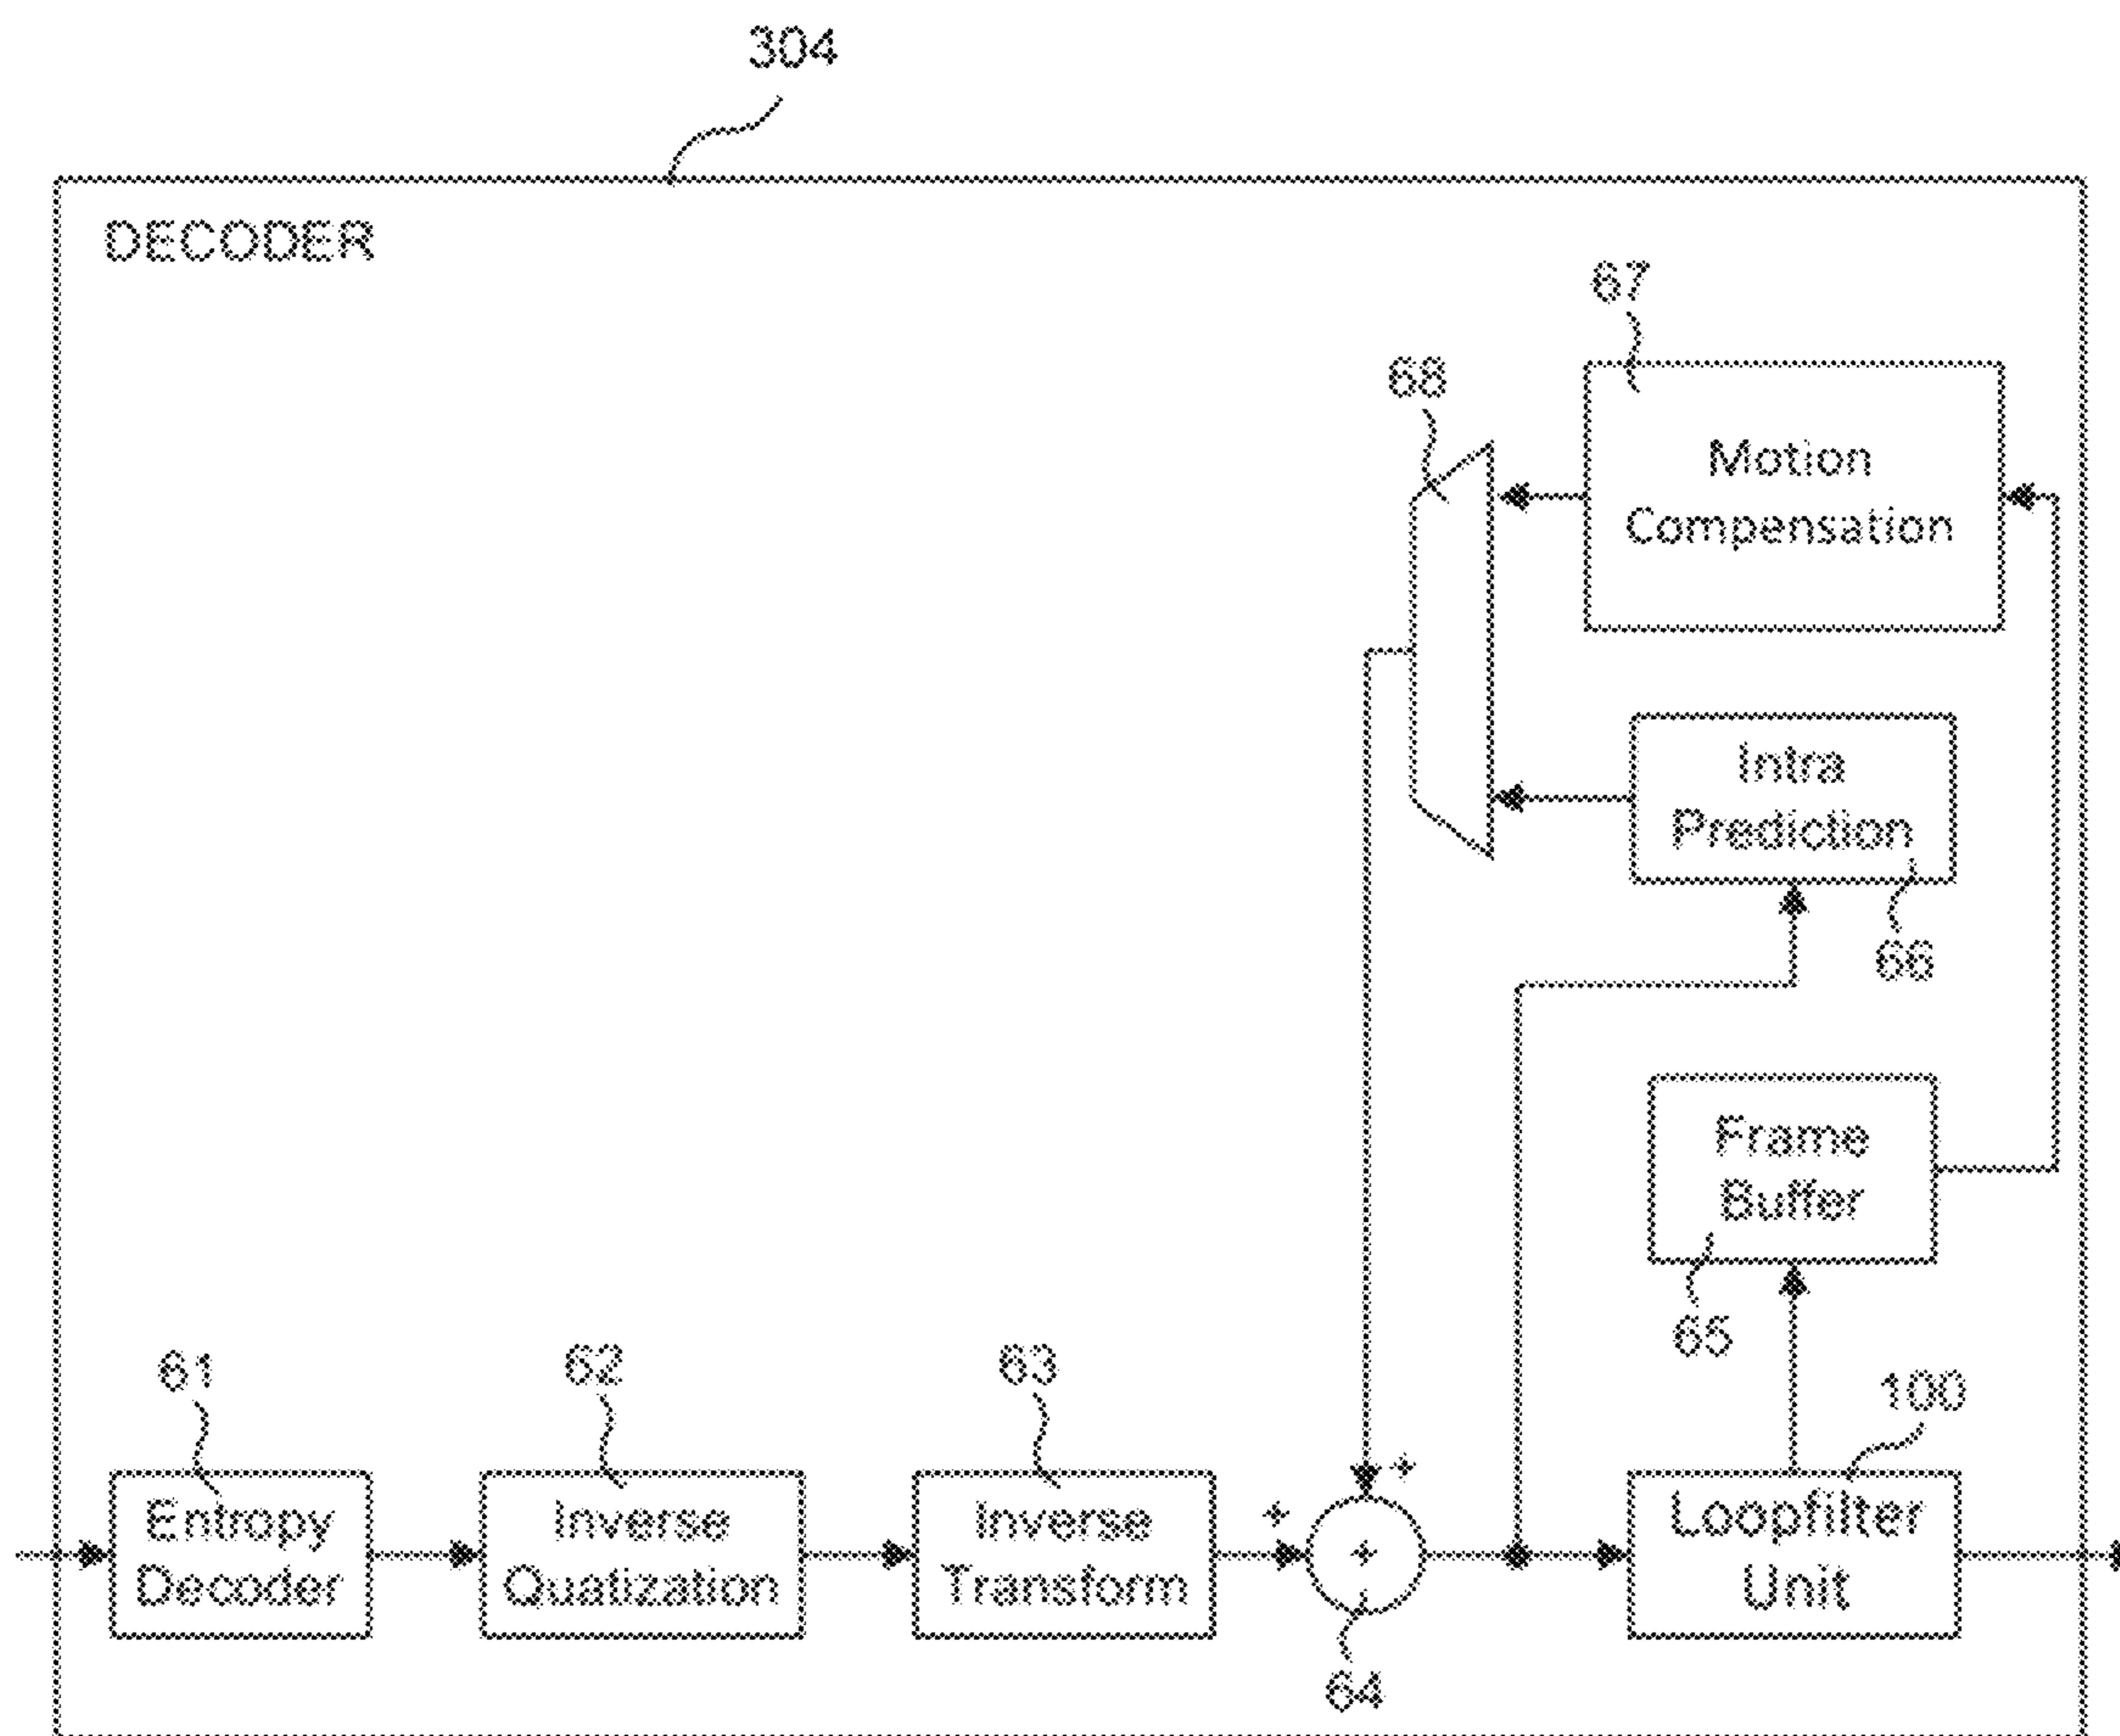 304
DECODER
67
68
Motion
Compensation
Intra
Prediction
66
Frame
Buffer
65
61
62
63
100
Entropy
Decoder
Inverse
Quatization
Inverse
Transform
+
+
+
Loopfilter
Unit
64